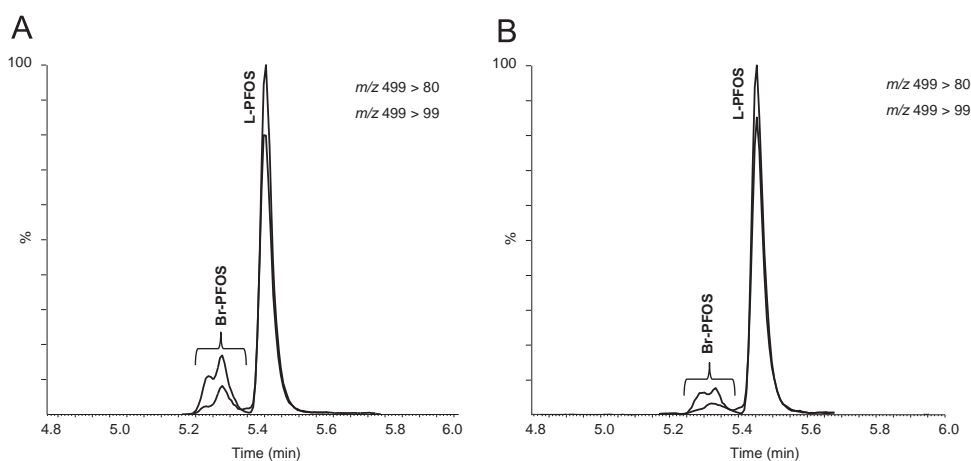 A
100
L-PFOS
m/z 499 > 80
m/z 499 > 99
%
Br-PFOS
4.8 5.0 5.2 5.4 5.6 5.8 6.0
Time (min)
B
100
L-PFOS
m/z 499 > 80
m/z 499 > 99
%
Br-PFOS
4.8 5.0 5.2 5.4 5.6 5.8 6.0
Time (min)